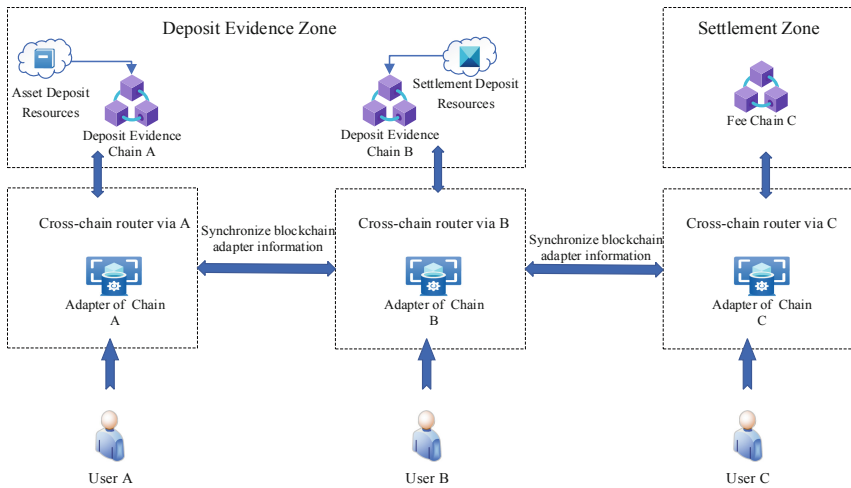 Deposit Evidence Zone
Settlement Zone
Asset Deposit
Resources
Deposit Evidence
Chain A
Deposit Evidence
Chain B
Settlement Deposit
Resources
Fee Chain C
Cross-chain router via A
Synchronize blockchain
adapter information
Cross-chain router via B
Synchronize blockchain
adapter information
Cross-chain router via C
Adapter of Chain
A
Adapter of Chain
B
Adapter of Chain
C
User A
User B
User C